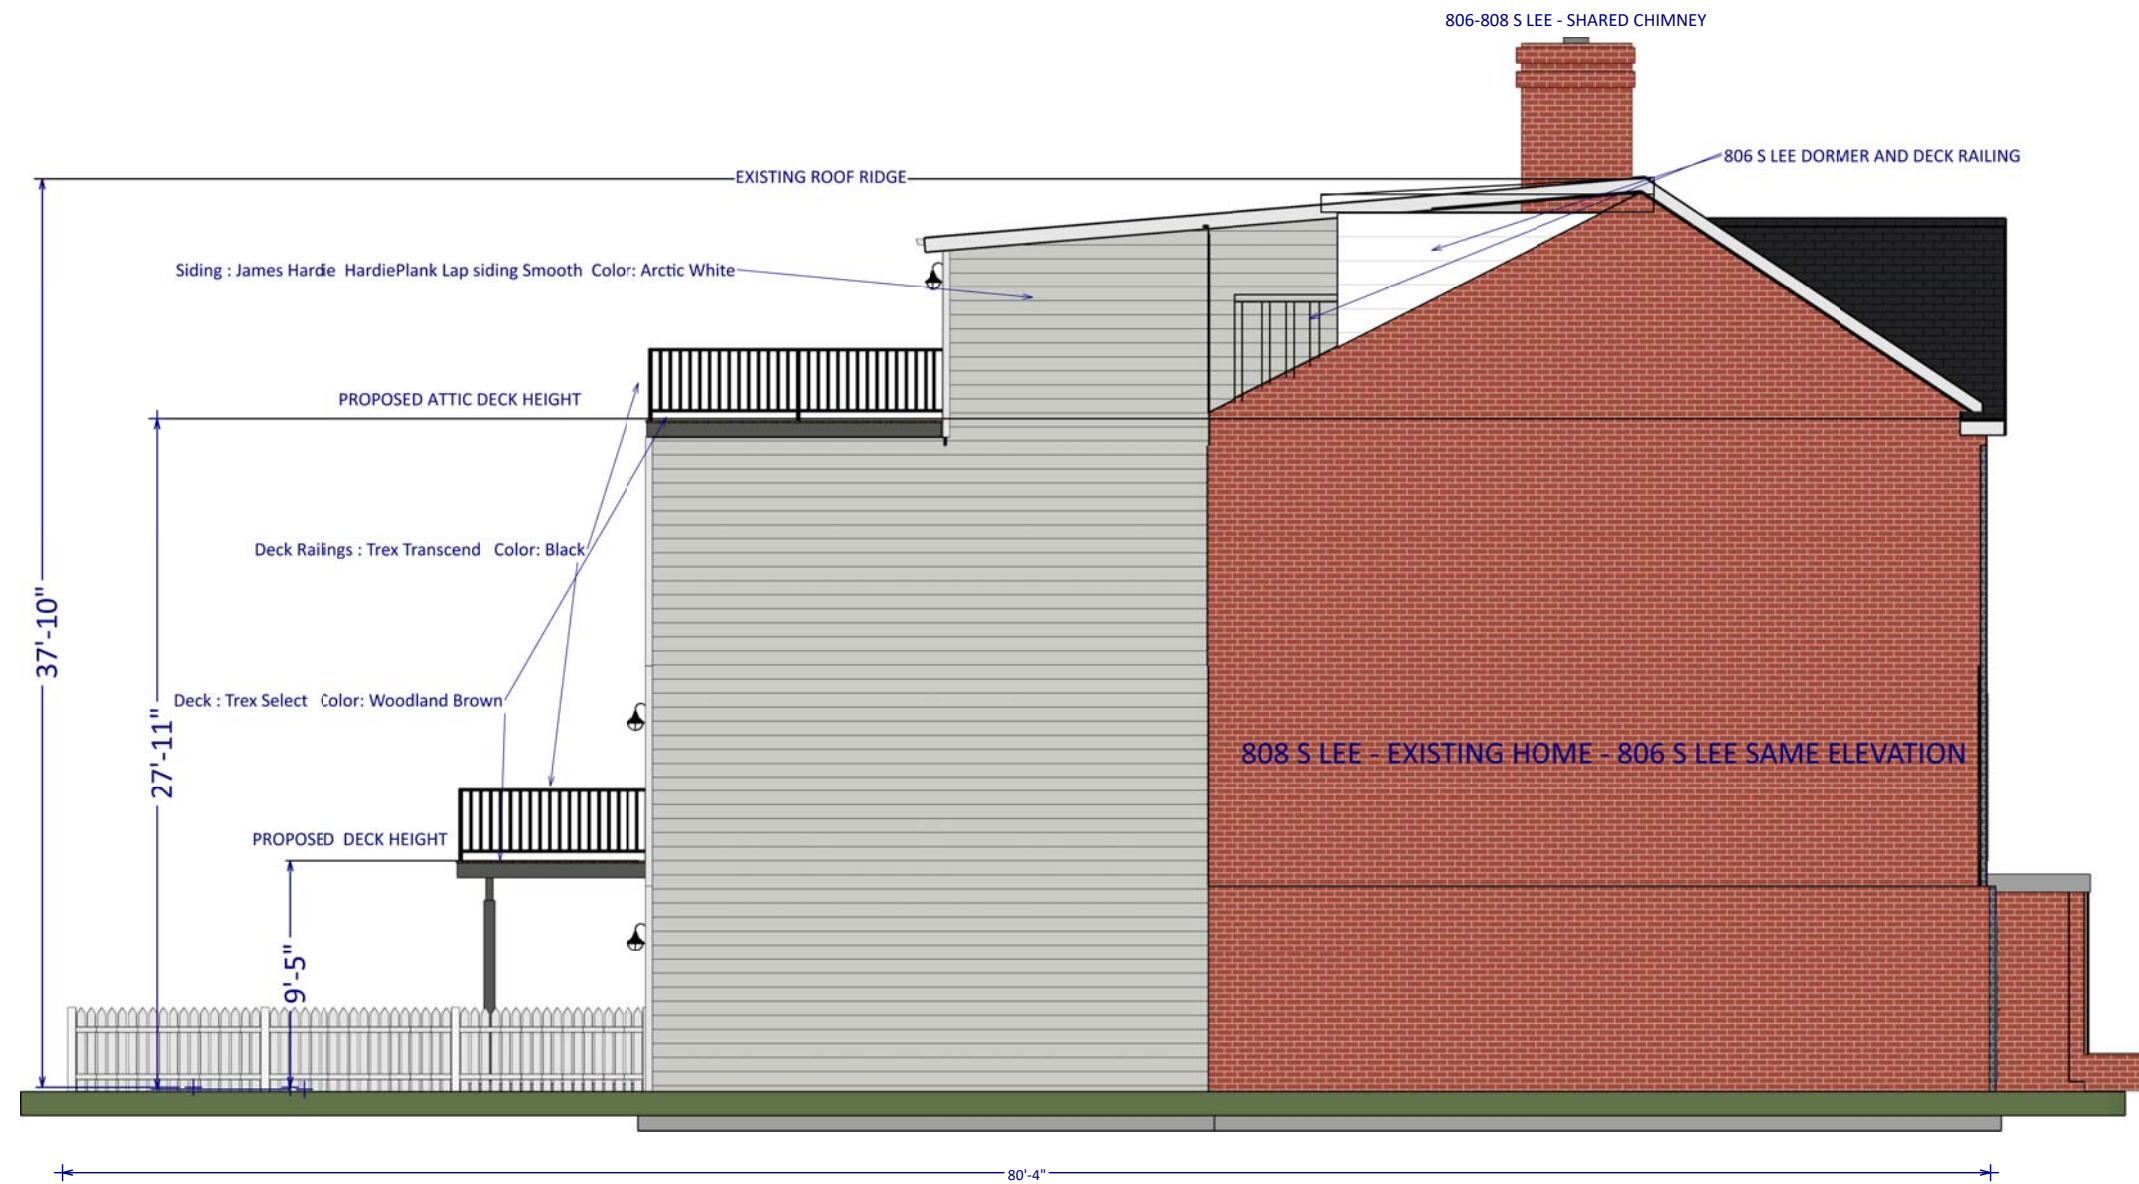 806-808 S LEE - SHARED CHIMNEY
806 S LEE DORMER AND DECK RAILING
EXISTING ROOF RIDGE
Siding : James Hardie HardiePlank Lap siding Smooth Color: Arctic White
PROPOSED ATTIC DECK HEIGHT
Deck Railings : Trex Transcend Color: Black
37'-10"
Deck : Trex Select Color: Woodland Brown
27'-11"
808 S LEE - EXISTING HOME - 806 S LEE SAME ELEVATION
PROPOSED DECK HEIGHT
9'-5"
80'-4"